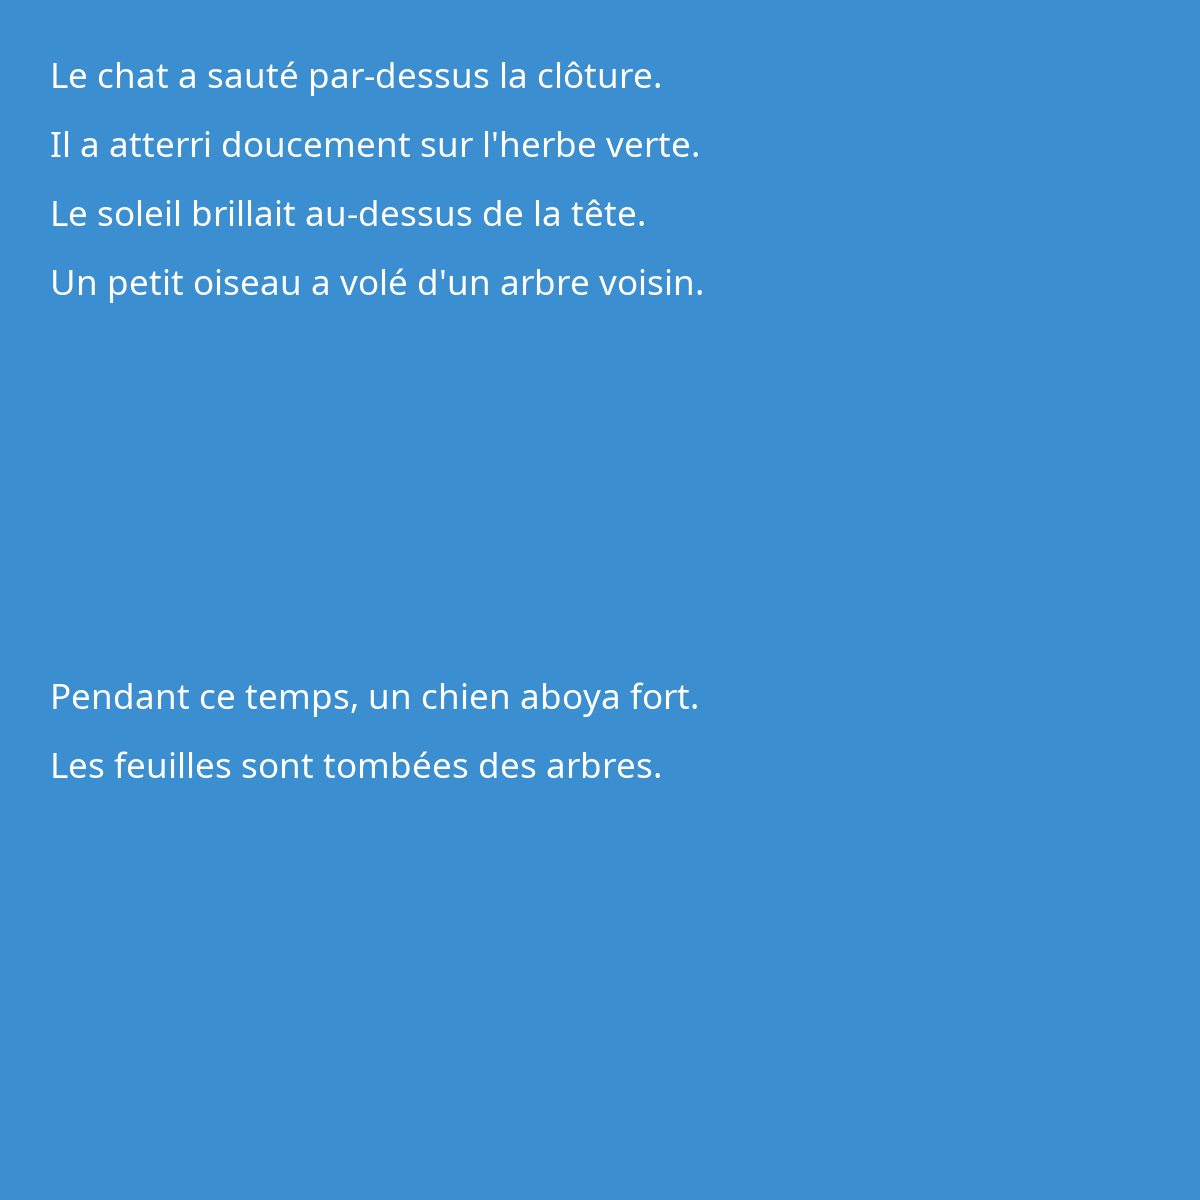 Le chat a sauté par-dessus la clôture.
Il a atterri doucement sur l'herbe verte.
Le soleil brillait au-dessus de la tête.
Un petit oiseau a volé d'un arbre voisin.
Pendant ce temps, un chien aboya fort.
Les feuilles sont tombées des arbres.